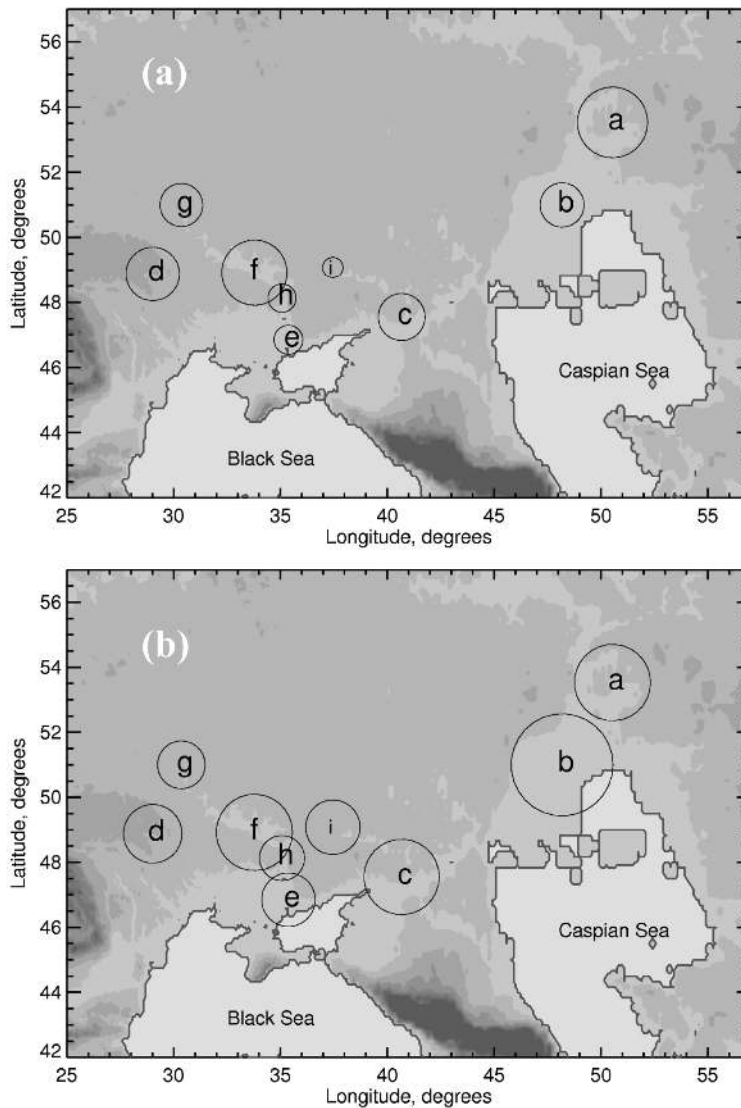 56
(a)
54
a
52
g
b
50
d
f
i
h
48
c
e
46
Caspian Sea
44
Black Sea
42
25 30 35 40 45 50 55
Longitude, degrees
Latitude, degrees
56
(b)
54
a
52
g
b
50
d
f
i
h
48
c
e
46
Caspian Sea
44
Black Sea
42
25 30 35 40 45 50 55
Longitude, degrees
Latitude, degrees